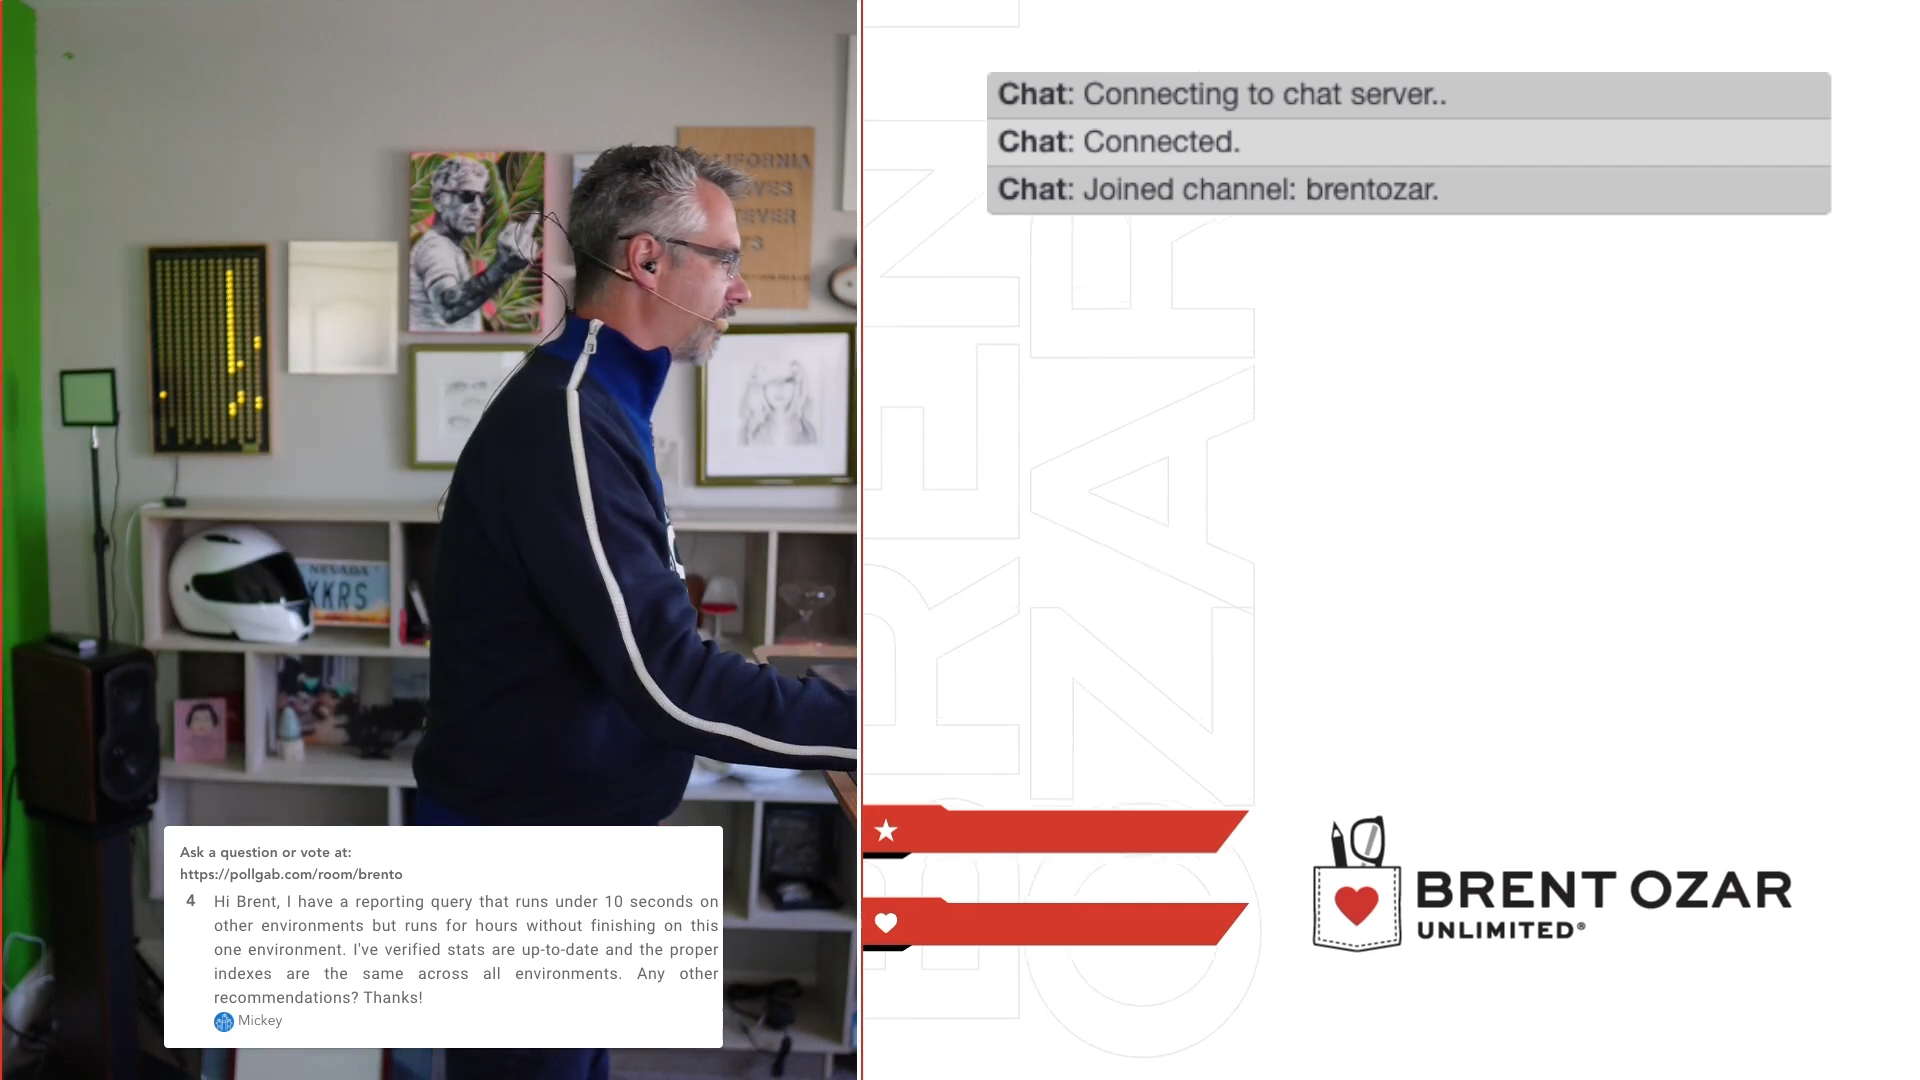 Chat: Connecting to chat server..
Chat: Connected.
Chat: Joined channel: brentozar.
NEVADA
XKRS
Ask a question or vote at:
https://pollgab.com/room/brento
4 Hi Brent, I have a reporting query that runs under 10 seconds on
other environments but runs for hours without finishing on this
one environment. I've verified stats are up-to-date and the proper
indexes are the same across all environments. Any other
recommendations? Thanks!
Mickey
BRENT OZAR
UNLIMITED®
BRENT
OZAR